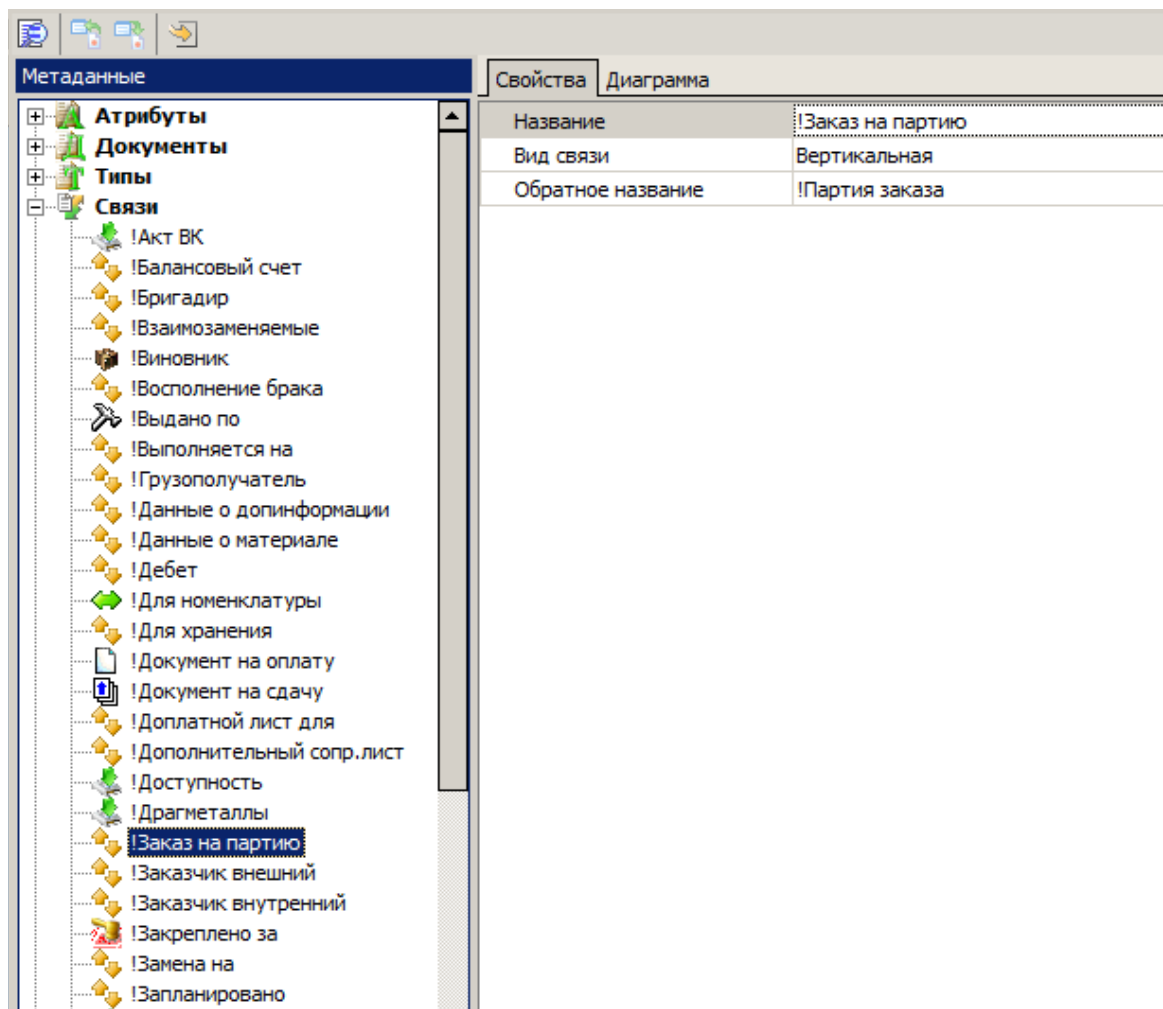 Метаданные
Свойства Диаграмма
Атрибуты
Документы
Типы
Связи
!Акт ВК
!Балансовый счет
!Бригадир
!Взаимозаменяемые
!Виновник
!Восполнение брака
!Выдано по
!Выполняется на
!Грузополучатель
!Данные о допинформации
!Данные о материале
!Дебет
!Для номенклатуры
!Для хранения
!Документ на оплату
!Документ на сдачу
!Доплатной лист для
!Дополнительный сопр.лист
!Доступность
!Драгметаллы
!Заказ на партию
!Заказчик внешний
!Заказчик внутренний
!Закреплено за
!Замена на
!Запланировано
Название !Заказ на партию
Вид связи Вертикальная
Обратное название !Партия заказа